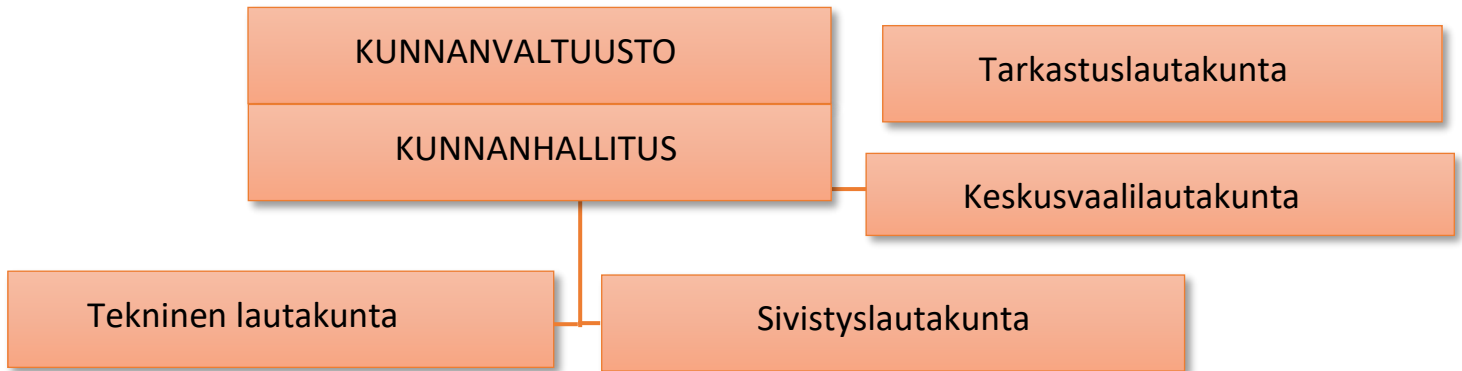 KUNNANVALTUUSTO
Tarkastuslautakunta
KUNNANHALLITUS
Keskusvaalilautakunta
Tekninen lautakunta
Sivistyslautakunta